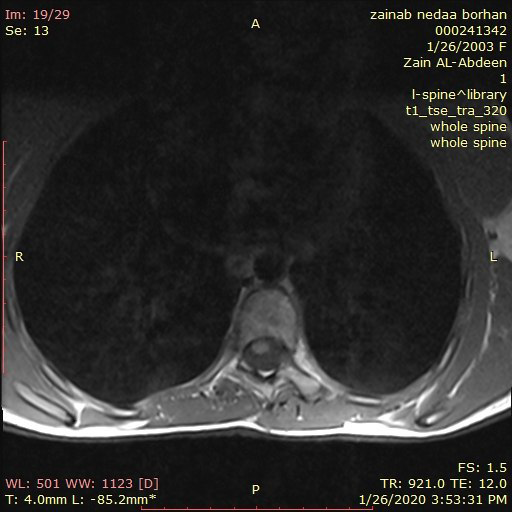 Im: 19/29
Se: 13
A
zainab nedaa borhan
000241342
1/26/2003 F
Zain AL-Abdeen
1
l-spine^library
t1_tse_tra_320
whole spine
whole spine
R
L
WL: 501 WW: 1123 [D]
T: 4.0mm L: -85.2mm*
P
FS: 1.5
TR: 921.0 TE: 12.0
1/26/2020 3:53:31 PM